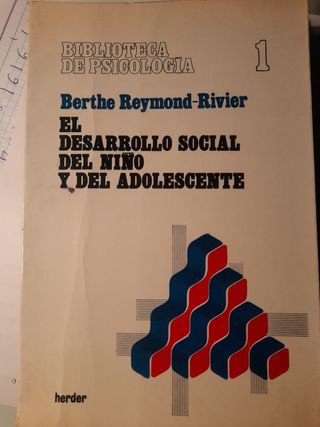 BIBLIOTECA
DE PSICOLOGIA
1
Berthe Reymond-Rivier
EL
DESARROLLO SOCIAL
DEL NIÑO
Y DEL ADOLESCENTE
herder